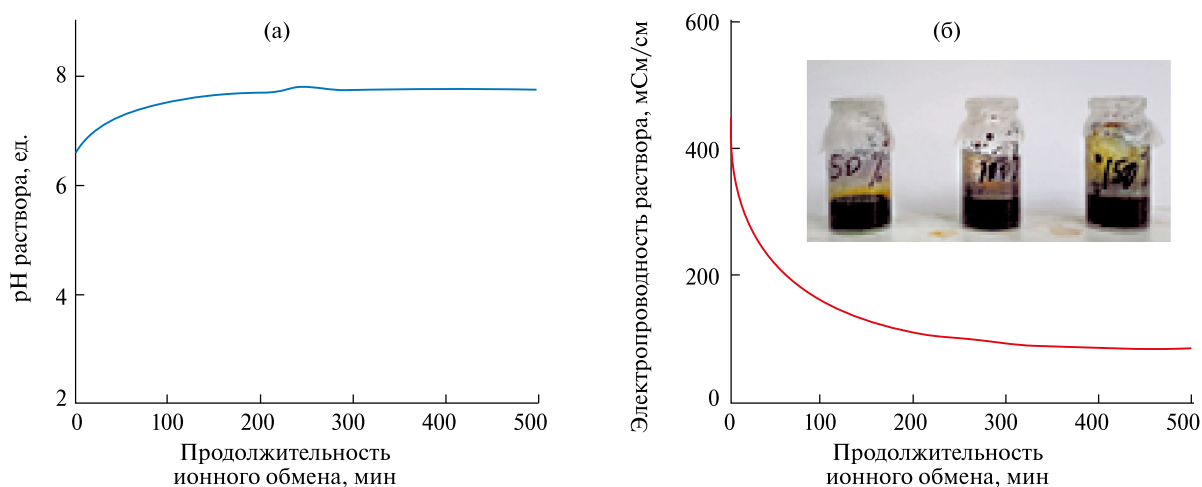 (а)
pH раствора, ед.
8
6
4
2
0 100 200 300 400 500
Продолжительность
ионного обмена, мин
(б)
Электропроводность раствора, мСм/см
600
400
200
0
50%
100%
150
0 100 200 300 400 500
Продолжительность
ионного обмена, мин